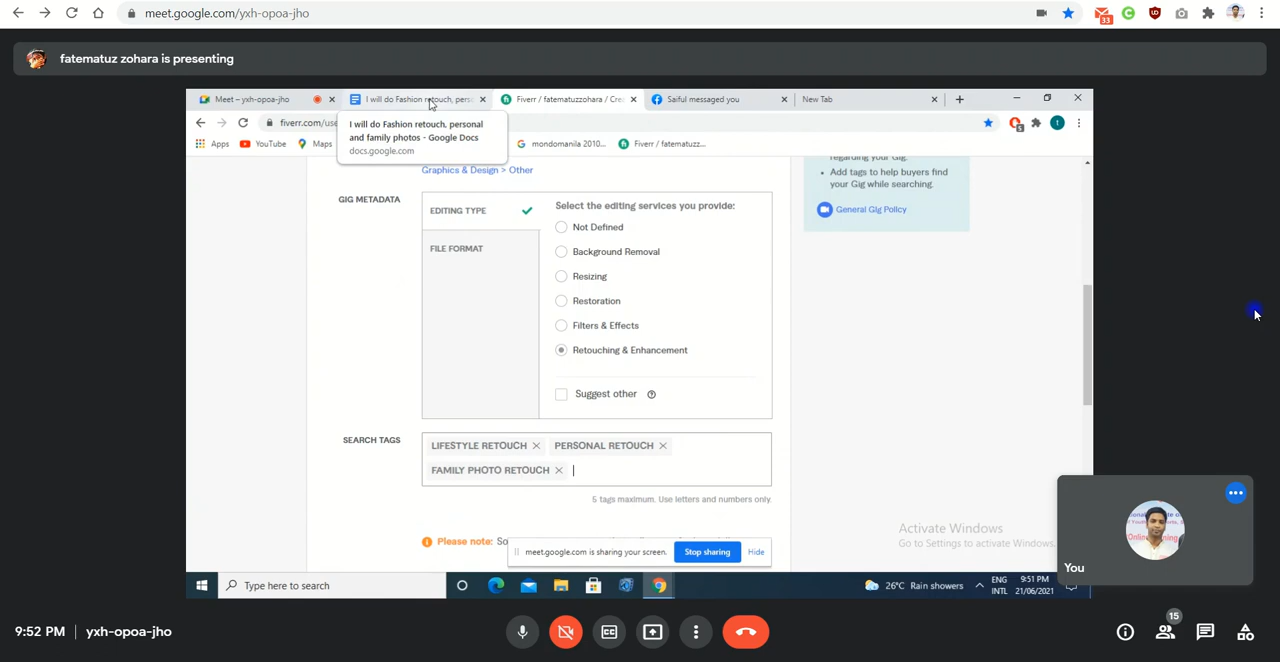 meet.google.com/yxh-opoa-jho
33
fatematuz zohara is presenting
Meet – yxh-opoa-jho
I will do Fashion retouch, perso
Fiverr / fatematuzzohara / Cre
Saiful messaged you
New Tab
fiverr.com/use
5
t
I will do Fashion retouch, personal
and family photos - Google Docs
docs.google.com
Apps
YouTube
Maps
mondomanila 2010...
Fiverr / fatematuzz...
regarding your Gig.
• Add tags to help buyers find
your Gig while searching.
General Gig Policy
Graphics & Design > Other
GIG METADATA
EDITING TYPE
FILE FORMAT
Select the editing services you provide:
Not Defined
Background Removal
Resizing
Restoration
Filters & Effects
Retouching & Enhancement
Suggest other
SEARCH TAGS
LIFESTYLE RETOUCH × PERSONAL RETOUCH ×
FAMILY PHOTO RETOUCH ×
5 tags maximum. Use letters and numbers only.
Please note: So
meet.google.com is sharing your screen.
Stop sharing
Hide
Activate Windows
Go to Settings to activate Windows.
You
Type here to search
26°C Rain showers
ENG
INTL
9:51 PM
21/06/2021
9:52 PM | yxh-opoa-jho
15